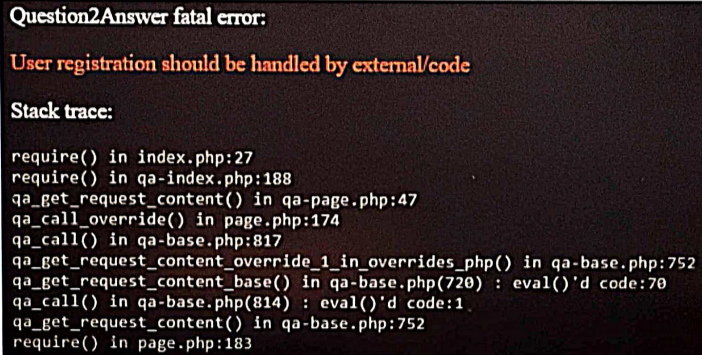 Question2Answer fatal error:
User registration should be handled by external/code
Stack trace:
require() in index.php:27
require() in qa-index.php:188
qa_get_request_content() in qa-page.php:47
qa_call_override() in page.php:174
qa_call() in qa-base.php:817
qa_get_request_content_override_1_in_overrides_php() in qa-base.php:752
qa_get_request_content_base() in qa-base.php(720) : eval()'d code:70
qa_call() in qa-base.php(814) : eval()'d code:1
qa_get_request_content() in qa-base.php:752
require() in page.php:183